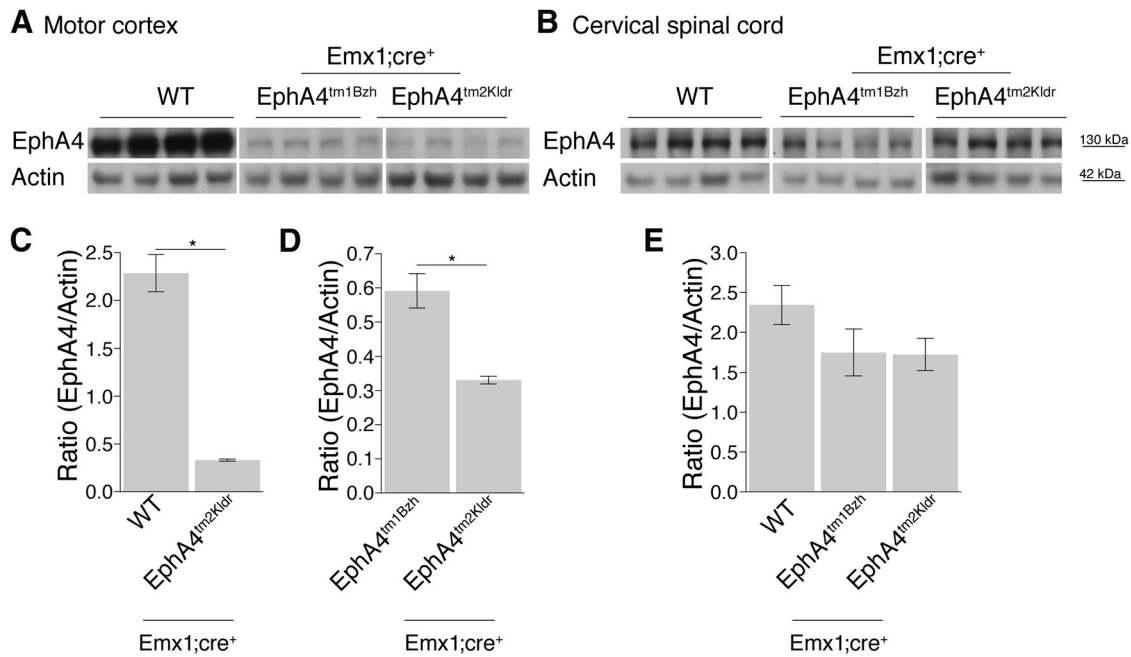 A Motor cortex
Emx1;cre⁺
WT EphA4ᵗᵐ¹ᴮᶻʰ EphA4ᵗᵐ²ᴷˡᵈʳ
EphA4
Actin
B Cervical spinal cord
Emx1;cre⁺
WT EphA4ᵗᵐ¹ᴮᶻʰ EphA4ᵗᵐ²ᴷˡᵈʳ
EphA4 130 kDa
Actin 42 kDa
C
Ratio (EphA4/Actin)
2.5
2.0
1.5
1.0
0.5
0.0
*
WT
EphA4ᵗᵐ²ᴷˡᵈʳ
Emx1;cre⁺
D
Ratio (EphA4/Actin)
0.7
0.6
0.5
0.4
0.3
0.2
0.1
0.0
*
EphA4ᵗᵐ¹ᴮᶻʰ
EphA4ᵗᵐ²ᴷˡᵈʳ
Emx1;cre⁺
E
Ratio (EphA4/Actin)
3.0
2.5
2.0
1.5
1.0
0.5
0.0
WT
EphA4ᵗᵐ¹ᴮᶻʰ
EphA4ᵗᵐ²ᴷˡᵈʳ
Emx1;cre⁺